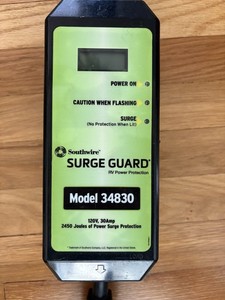 POWER ON
CAUTION WHEN FLASHING
SURGE
(No Protection When Lit)
Southwire®
SURGE GUARD®
RV Power Protection
Model 34830
120V, 30Amp
2450 Joules of Power Surge Protection